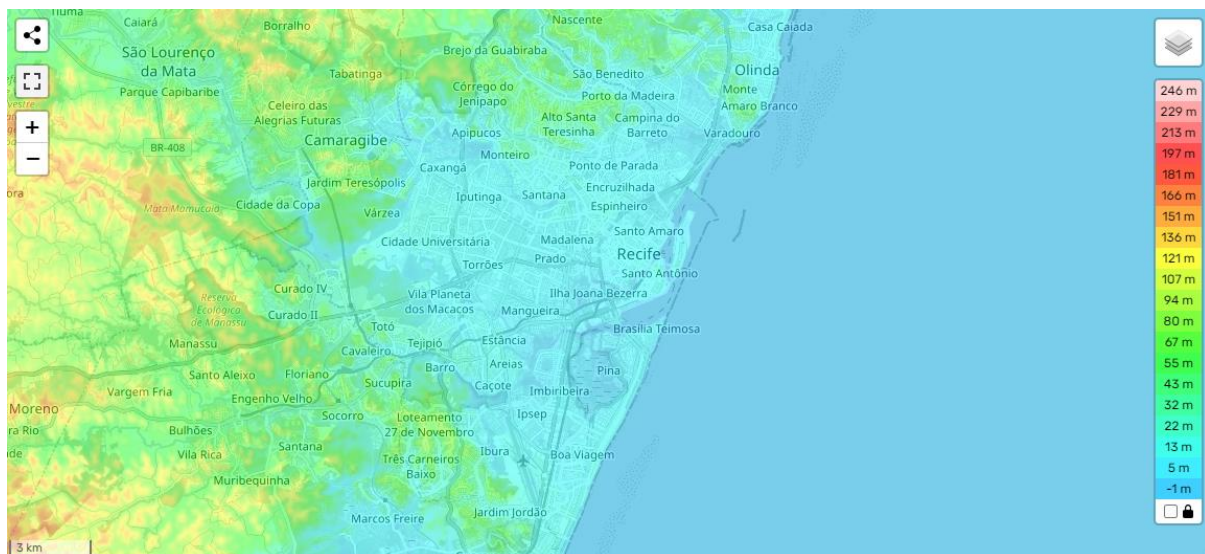 Tiúma
Caiará
Borralho
Nascente
Casa Caiada
São Lourenço
da Mata
Brejo da Guabiraba
Tabatinga
São Benedito
Olinda
Parque Capibaribe
Córrego do
Jenipapo
Porto da Madeira
Monte
Celeiro das
Alegrias Futuras
Alto Santa
Teresinha
Campina do
Barreto
Amaro Branco
Varadouro
Camaragibe
Apipucos
BR-408
Monteiro
Caxangá
Ponto de Parada
Jardim Teresópolis
Encruzilhada
Iputinga
Santana
Espinheiro
Mata Mamucaia
Cidade da Copa
Várzea
Santo Amaro
Cidade Universitária
Madalena
Recife
Torrões
Prado
Santo Antônio
Curado IV
Vila Planeta
dos Macacos
Ilha Joana Bezerra
Reserva
Ecológica
de Manassu
Curado II
Mangueira
Totó
Brasília Teimosa
Manassu
Cavaleiro
Tejipió
Estância
Santo Aleixo
Floriano
Barro
Areias
Pina
Sucupira
Caçote
Imbiribeira
Vargem Fria
Engenho Velho
Moreno
Socorro
Loteamento
27 de Novembro
Ipsep
ra Rio
Bulhões
Santana
Vila Rica
Ibura
Boa Viagem
Três Carneiros
Baixo
Muribequinha
Marcos Freire
Jardim Jordão
3 km
+
−
246 m
229 m
213 m
197 m
181 m
166 m
151 m
136 m
121 m
107 m
94 m
80 m
67 m
55 m
43 m
32 m
22 m
13 m
5 m
-1 m